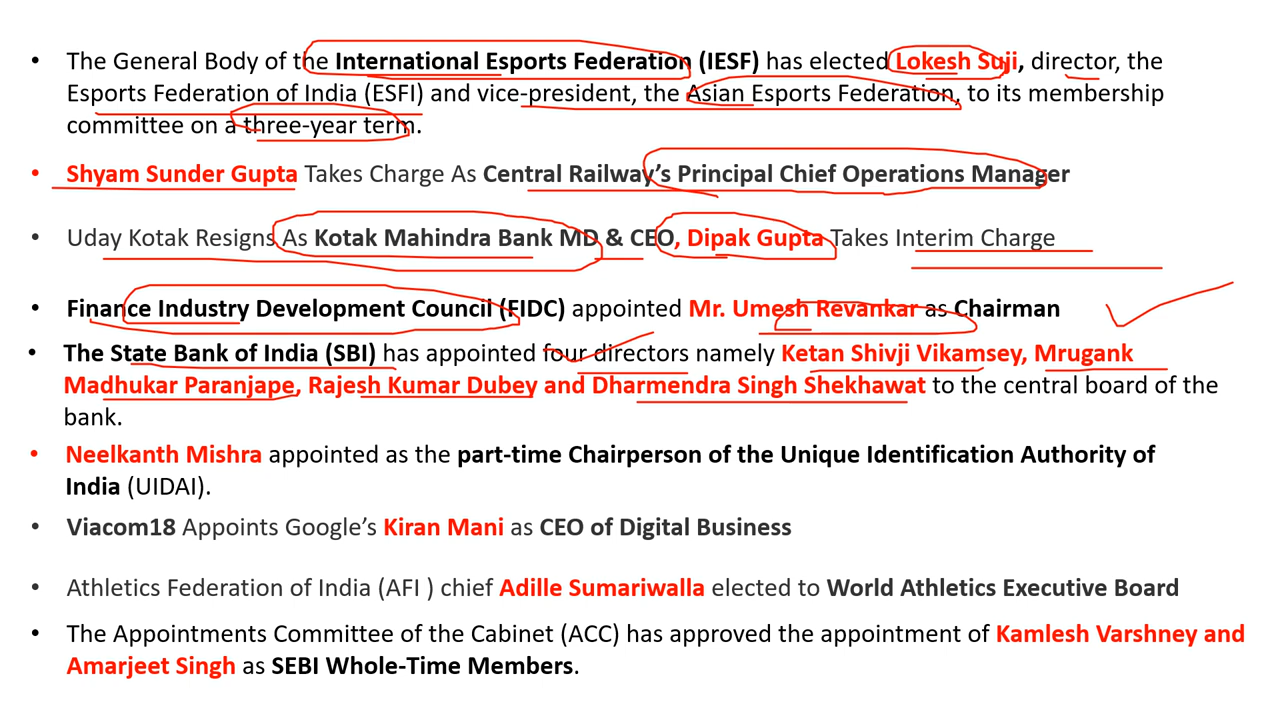 • The General Body of the International Esports Federation (IESF) has elected Lokesh Suji, director, the
Esports Federation of India (ESFI) and vice-president, the Asian Esports Federation, to its membership
committee on a three-year term.
• Shyam Sunder Gupta Takes Charge As Central Railway’s Principal Chief Operations Manager
• Uday Kotak Resigns As Kotak Mahindra Bank MD & CEO, Dipak Gupta Takes Interim Charge
• Finance Industry Development Council (FIDC) appointed Mr. Umesh Revankar as Chairman
• The State Bank of India (SBI) has appointed four directors namely Ketan Shivji Vikamsey, Mrugank
Madhukar Paranjape, Rajesh Kumar Dubey and Dharmendra Singh Shekhawat to the central board of the
bank.
• Neelkanth Mishra appointed as the part-time Chairperson of the Unique Identification Authority of
India (UIDAI).
• Viacom18 Appoints Google’s Kiran Mani as CEO of Digital Business
• Athletics Federation of India (AFI ) chief Adille Sumariwalla elected to World Athletics Executive Board
• The Appointments Committee of the Cabinet (ACC) has approved the appointment of Kamlesh Varshney and
Amarjeet Singh as SEBI Whole-Time Members.